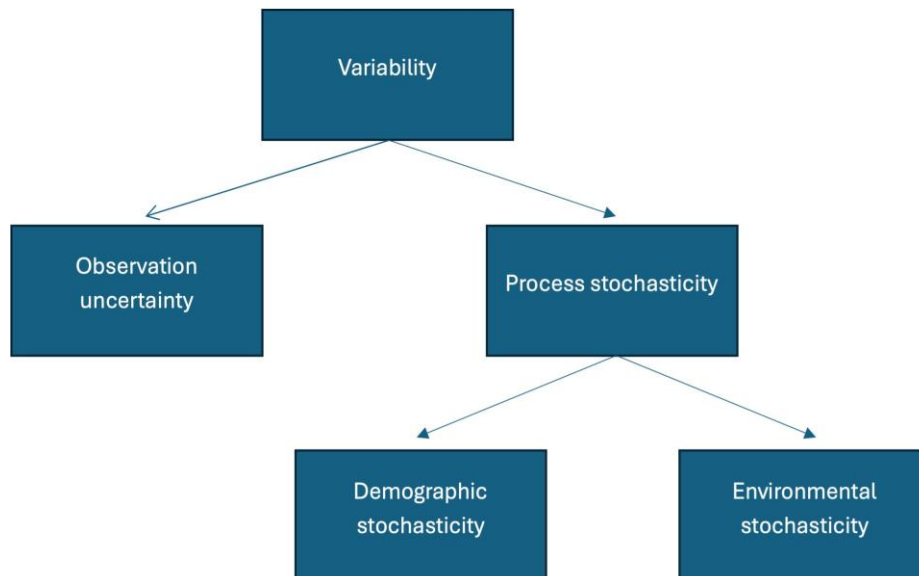 Variability
Observation
uncertainty
Process stochasticity
Demographic
stochasticity
Environmental
stochasticity